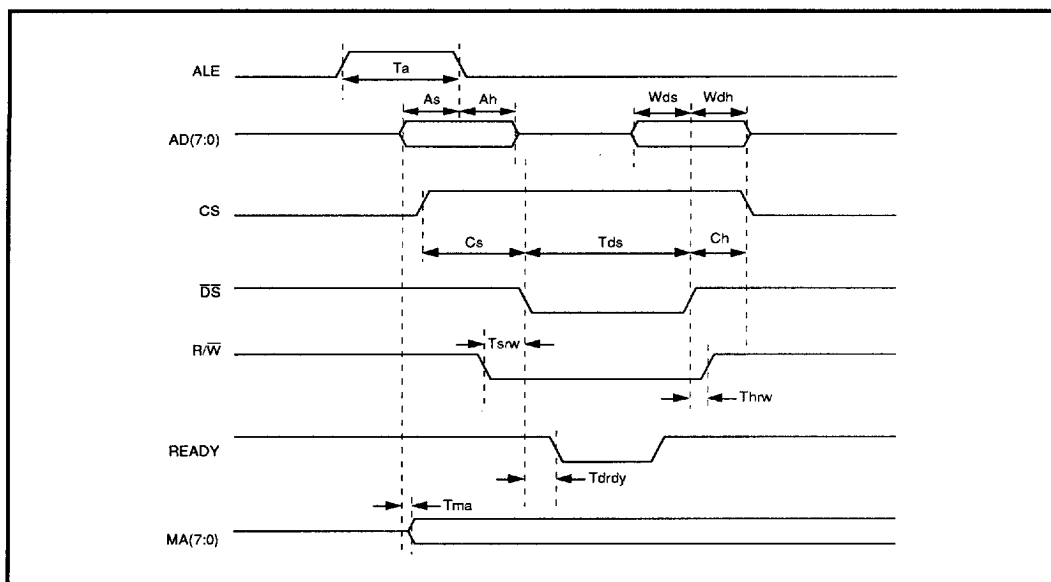 ALE
Ta
As Ah Wds Wdh
AD(7:0)
CS
Cs Tds Ch
D̅S̅
Tsrw
R/W̅
Thrw
READY
Tdrdy
Tma
MA(7:0)